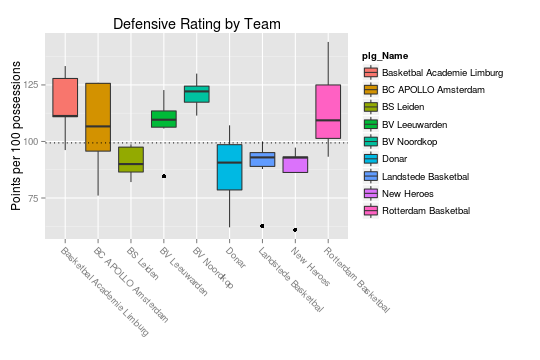 Defensive Rating by Team
Points per 100 possessions
125
100
75
Basketbal Academie Limburg
BC APOLLO Amsterdam
BS Leiden
BV Leeuwarden
BV Noordkop
Donar
Landstede Basketbal
New Heroes
Rotterdam Basketbal
plg_Name
Basketbal Academie Limburg
BC APOLLO Amsterdam
BS Leiden
BV Leeuwarden
BV Noordkop
Donar
Landstede Basketbal
New Heroes
Rotterdam Basketbal